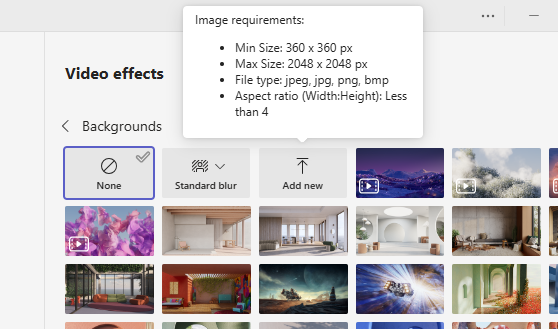 Image requirements:
• Min Size: 360 x 360 px
• Max Size: 2048 x 2048 px
• File type: jpeg, jpg, png, bmp
• Aspect ratio (Width:Height): Less
than 4
Video effects
Backgrounds
None
Standard blur
Add new